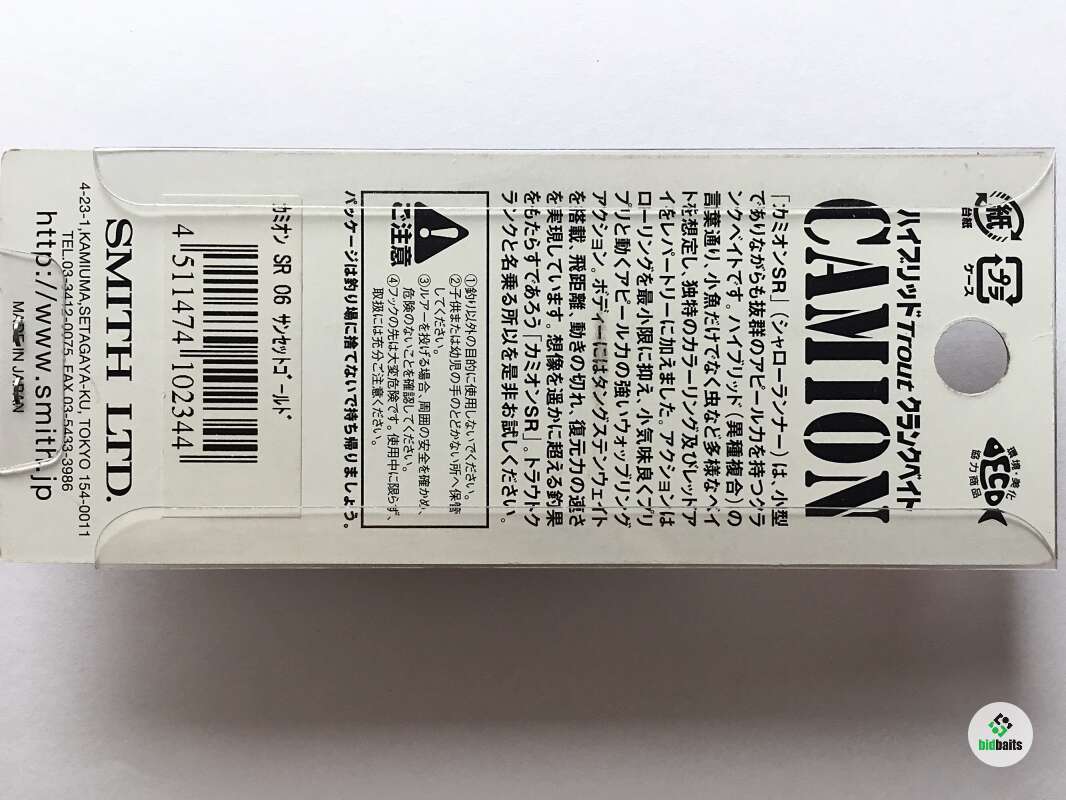 紙
台紙
ケース
環境・美化
ECD
協力商品
ハイブリッドTroutクランクベイト
CAMION
「カミオンSR」(シャローランナー)は、小型
でありながらも抜群のアピール力を持つクラ
ンクベイトです。ハイブリッド(異種複合)の
言葉通り、小魚だけでなく虫など多様なベイ
トを想定し、独特のカラーリング及びレッドア
イをレパートリーに加えました。アクションは
ローリングを最小限に抑え、小気味良くブリ
ブリと動くアピール力の強いウォップリング
アクション。ボディーにはタングステンウェイト
を搭載、飛距離、動きの切れ、復元力の速さ
を実現しています。想像を遥かに超える釣果
をもたらすであろう「カミオンSR」。トラウトク
ランクと名乗る所以を是非お試しください。
ご注意
①釣り以外の目的に使用しないでください。
②子供または幼児の手のとどかない所へ保管
してください。
③ルアーを投げる場合、周囲の安全を確かめ、
危険のないことを確認してください。
④フックの先は大変危険です。使用中に限らず、
取扱には充分ご注意ください。
パッケージは釣り場に捨てないで持ち帰りましょう。
カミオン SR 06 サンセットゴールド
4 511474 102344
SMITH LTD.
4-23-1,KAMIUMA,SETAGAYA-KU, TOKYO 154-0011
TEL.03-3412-0075 FAX.03-5433-3986
http://www.smith.jp
MADE IN JAPAN
bidbaits